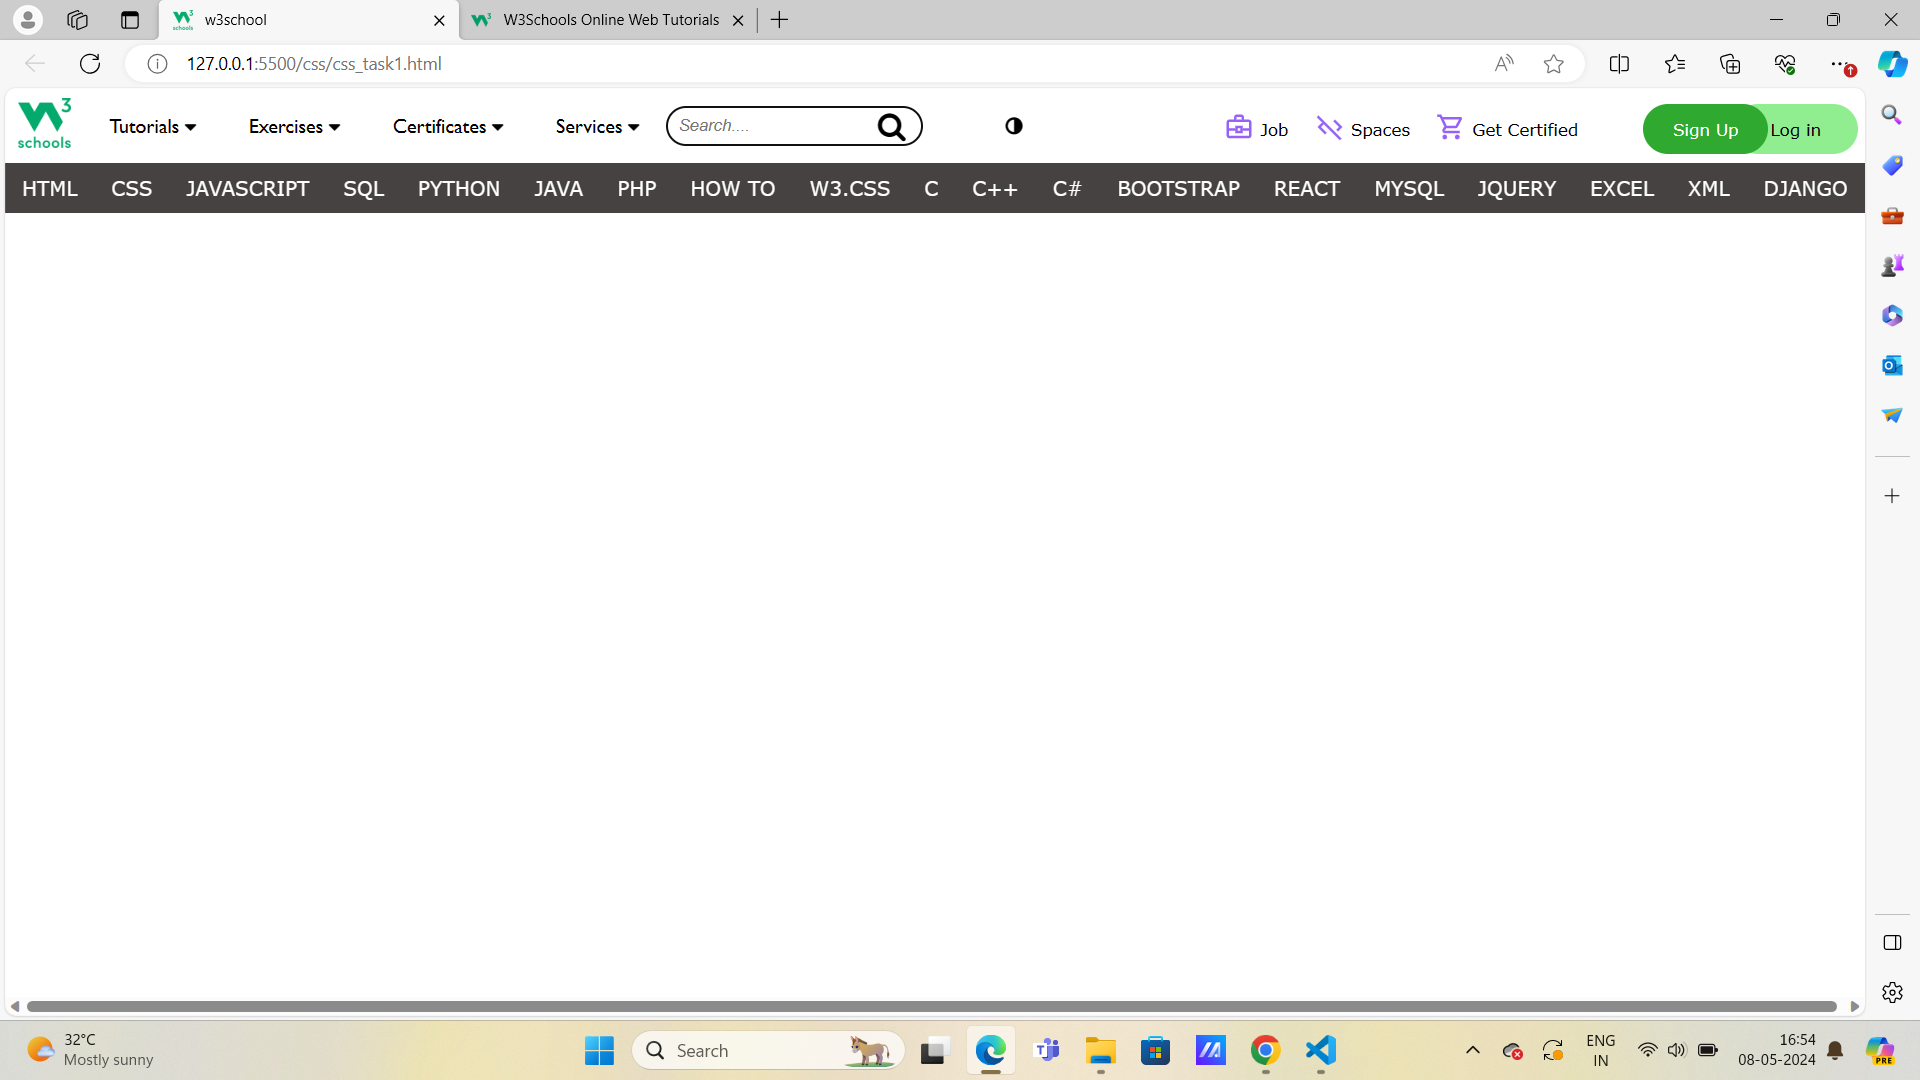 w3school
W3Schools Online Web Tutorials
127.0.0.1:5500/css/css_task1.html
W3 schools
Tutorials
Exercises
Certificates
Services
Search....
Job
Spaces
Get Certified
Sign Up
Log in
HTML CSS JAVASCRIPT SQL PYTHON JAVA PHP HOW TO W3.CSS C C++ C# BOOTSTRAP REACT MYSQL JQUERY EXCEL XML DJANGO
32°C
Mostly sunny
Search
ENG
IN
16:54
08-05-2024
PRE